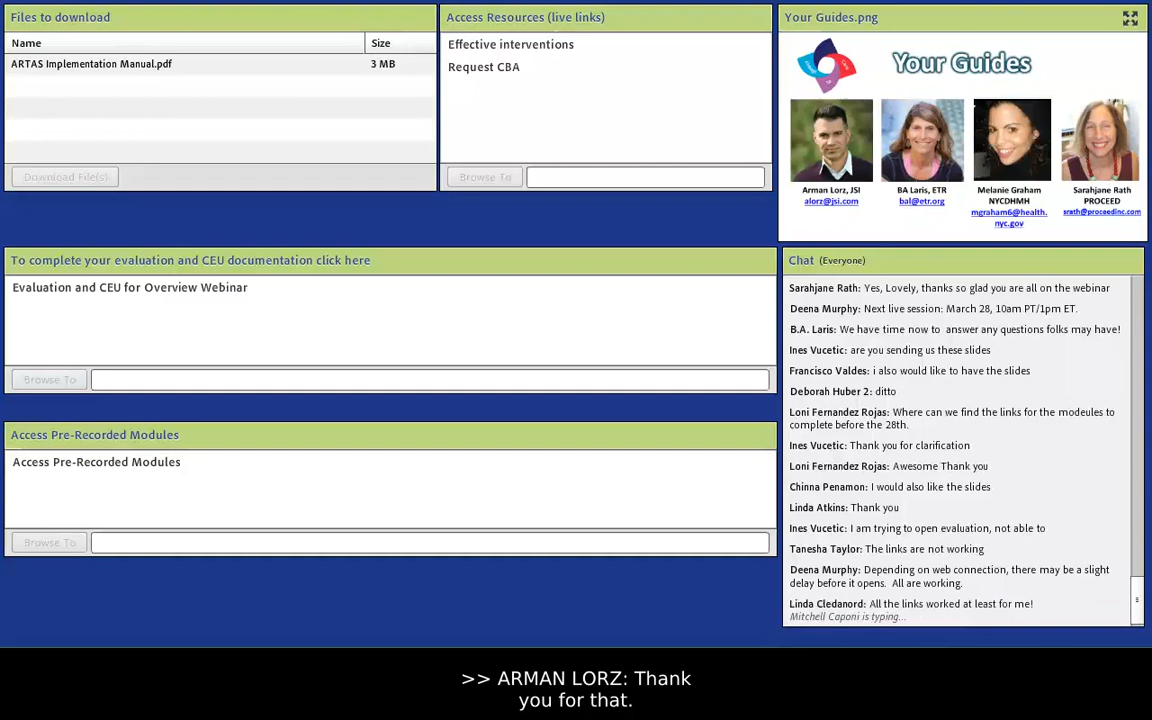 Files to download
Name Size
ARTAS Implementation Manual.pdf 3 MB
Download File(s)
Access Resources (live links)
Effective interventions
Request CBA
Browse To
Your Guides.png
Your Guides
Arman Lorz, JSI
alorz@jsi.com
BA Laris, ETR
bal@etr.org
Melanie Graham
NYCDHMH
mgraham6@health.
nyc.gov
Sarahjane Rath
PROCEED
srath@proceedinc.com
To complete your evaluation and CEU documentation click here
Evaluation and CEU for Overview Webinar
Browse To
Access Pre-Recorded Modules
Access Pre-Recorded Modules
Browse To
Chat (Everyone)
Sarahjane Rath: Yes, Lovely, thanks so glad you are all on the webinar
Deena Murphy: Next live session: March 28, 10am PT/1pm ET.
B.A. Laris: We have time now to answer any questions folks may have!
Ines Vucetic: are you sending us these slides
Francisco Valdes: i also would like to have the slides
Deborah Huber 2: ditto
Loni Fernandez Rojas: Where can we find the links for the modeules to
complete before the 28th.
Ines Vucetic: Thank you for clarification
Loni Fernandez Rojas: Awesome Thank you
Chinna Penamon: I would also like the slides
Linda Atkins: Thank you
Ines Vucetic: I am trying to open evaluation, not able to
Tanesha Taylor: The links are not working
Deena Murphy: Depending on web connection, there may be a slight
delay before it opens. All are working.
Linda Cledanord: All the links worked at least for me!
Mitchell Caponi is typing...
>> ARMAN LORZ: Thank
you for that.